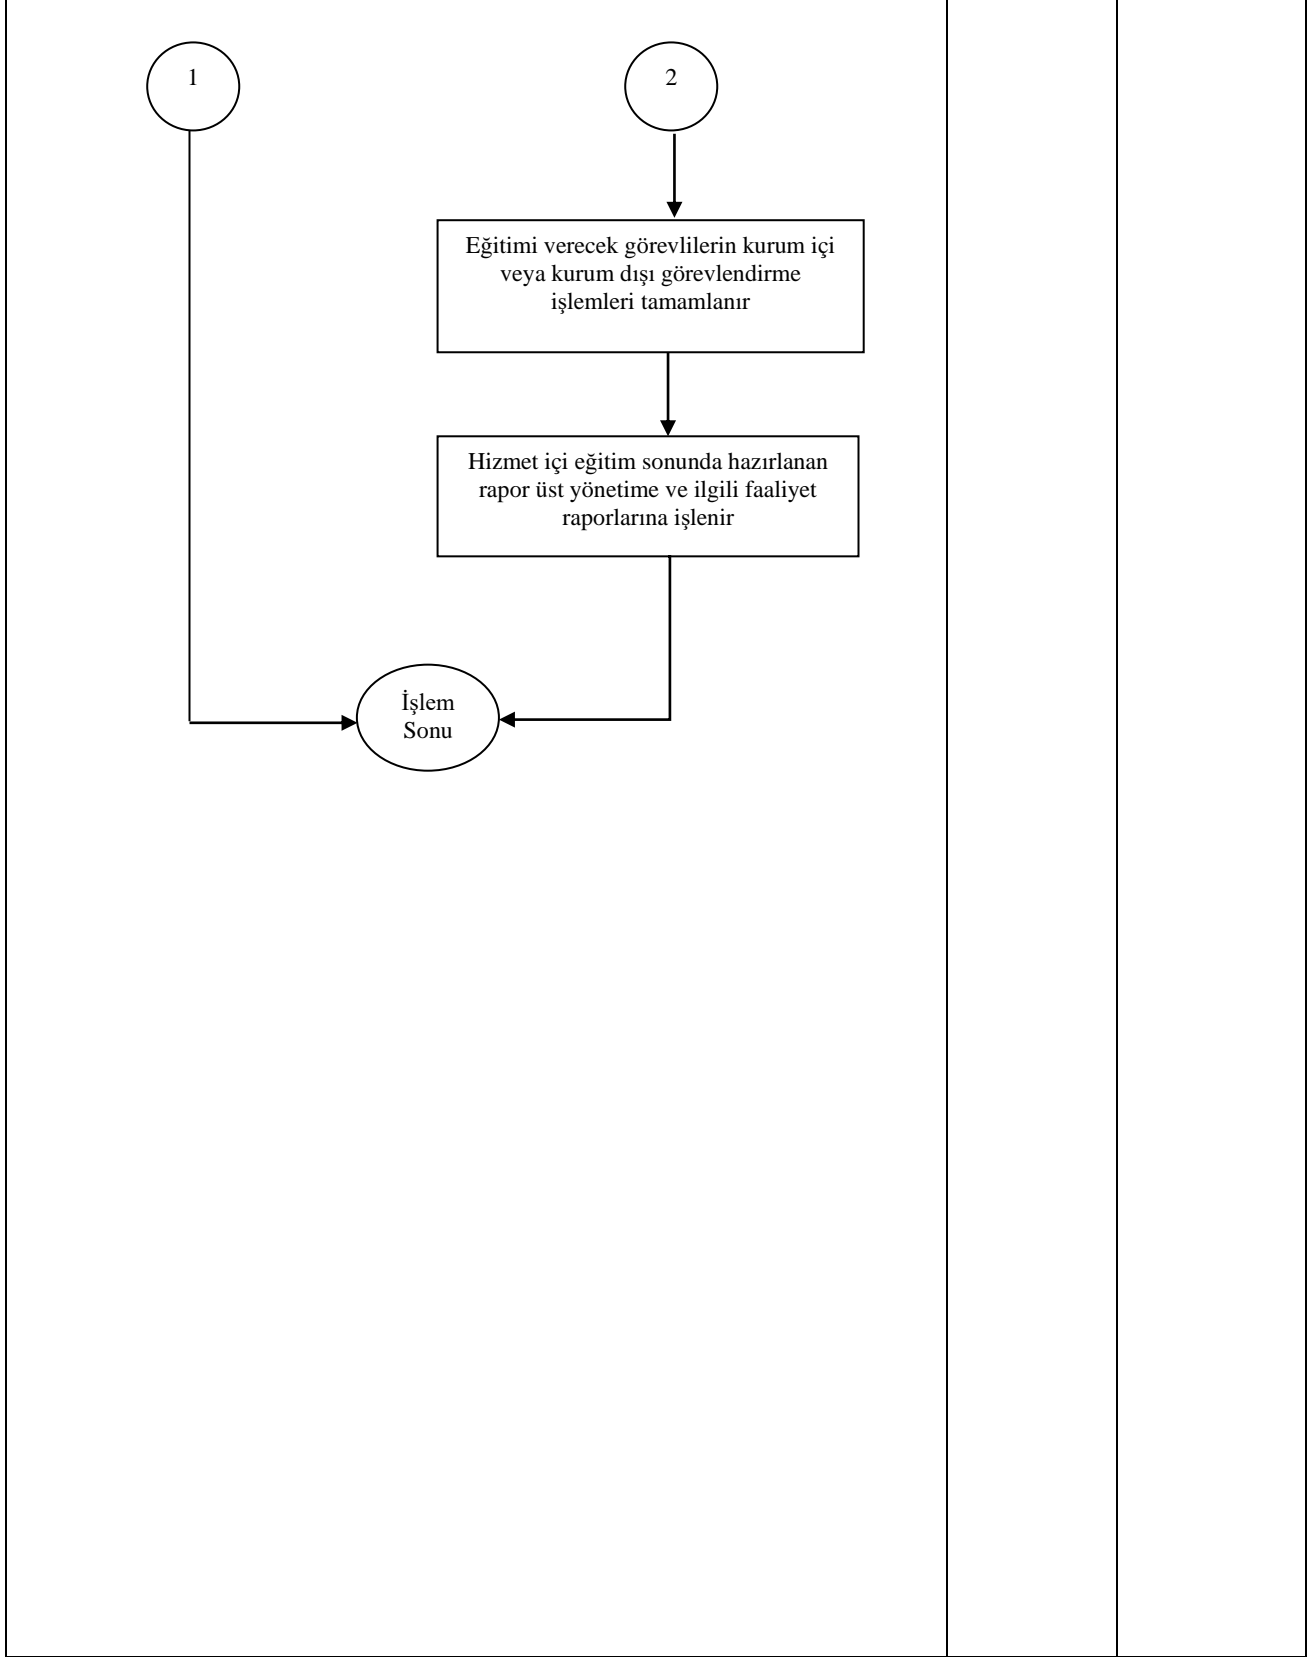 1
2
Eğitimi verecek görevlilerin kurum içi
veya kurum dışı görevlendirme
işlemleri tamamlanır
Hizmet içi eğitim sonunda hazırlanan
rapor üst yönetime ve ilgili faaliyet
raporlarına işlenir
İşlem
Sonu